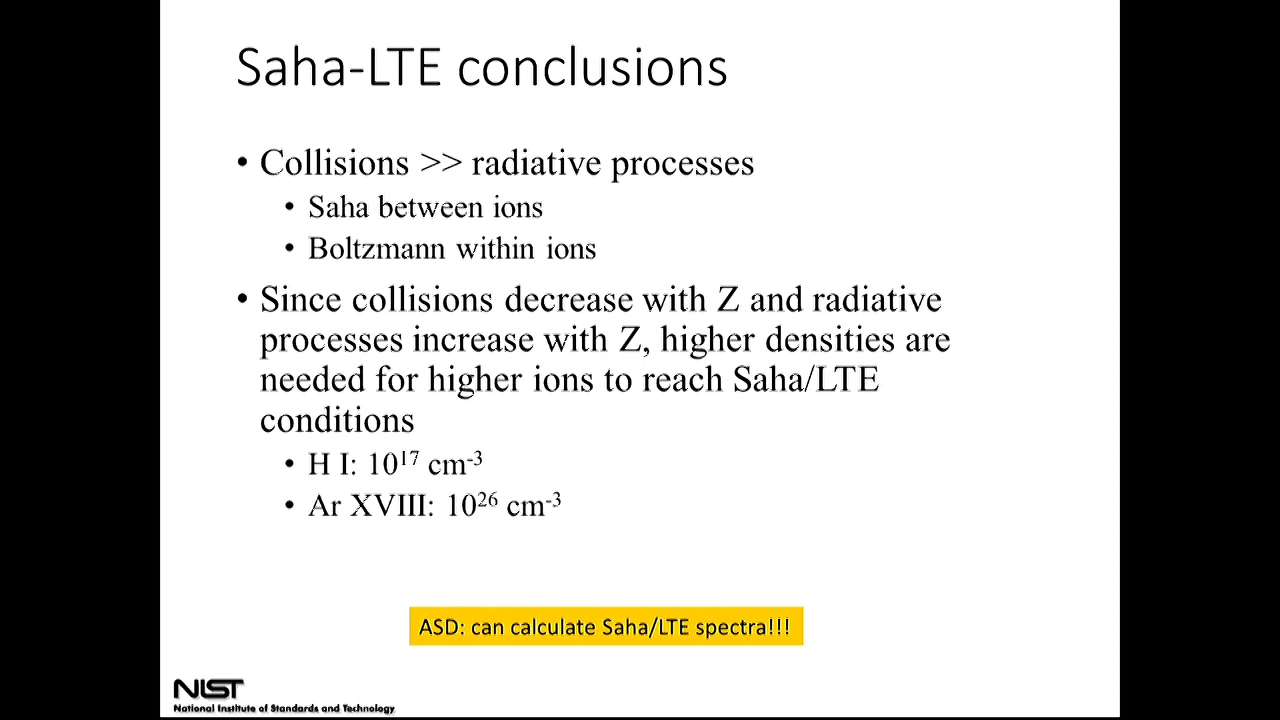 Saha-LTE conclusions
• Collisions >> radiative processes
• Saha between ions
• Boltzmann within ions
• Since collisions decrease with Z and radiative
processes increase with Z, higher densities are
needed for higher ions to reach Saha/LTE
conditions
• H I: 10¹⁷ cm⁻³
• Ar XVIII: 10²⁶ cm⁻³
ASD: can calculate Saha/LTE spectra!!!
NIST
National Institute of Standards and Technology